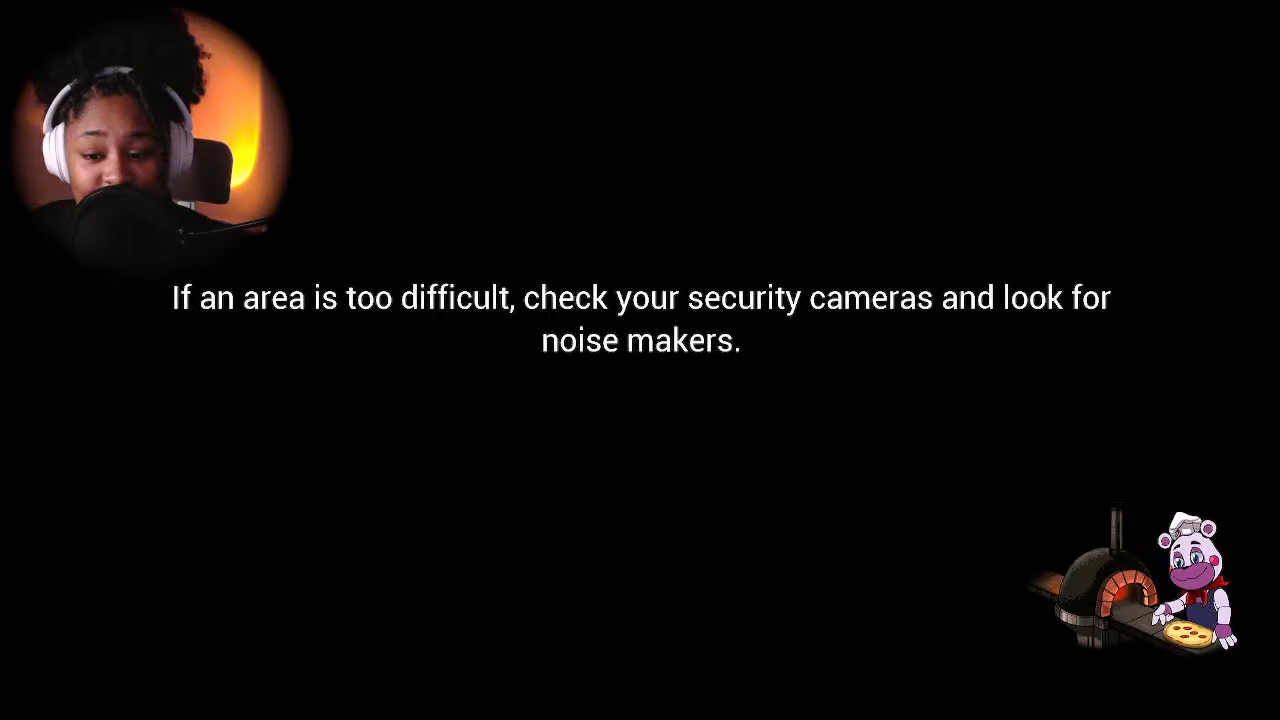 If an area is too difficult, check your security cameras and look for
noise makers.